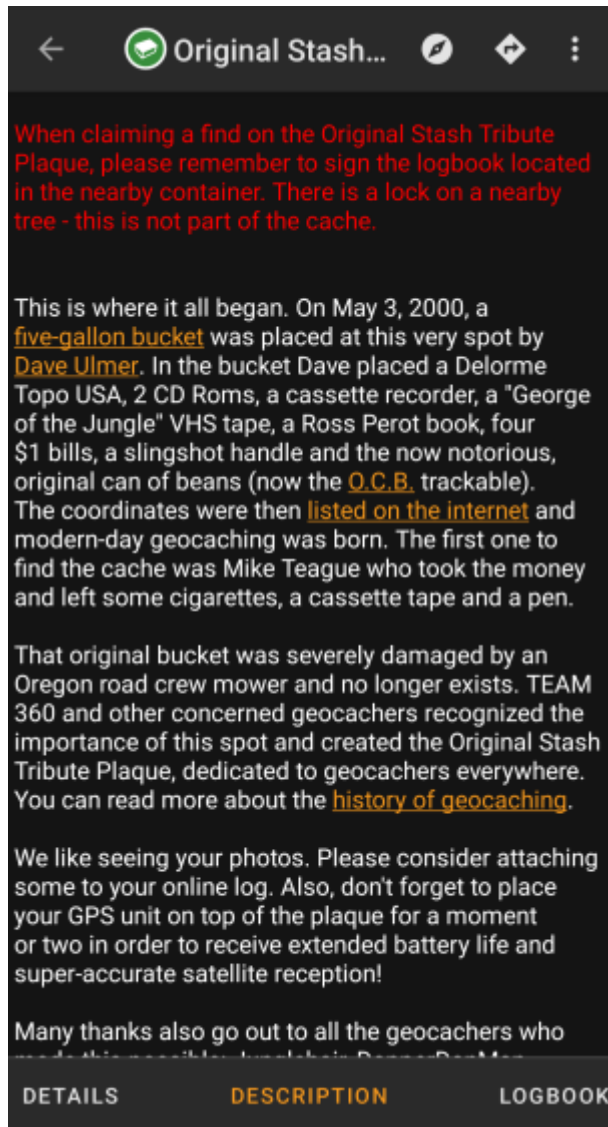 Original Stash...
When claiming a find on the Original Stash Tribute
Plaque, please remember to sign the logbook located
in the nearby container. There is a lock on a nearby
tree - this is not part of the cache.
This is where it all began. On May 3, 2000, a
five-gallon bucket was placed at this very spot by
Dave Ulmer. In the bucket Dave placed a Delorme
Topo USA, 2 CD Roms, a cassette recorder, a "George
of the Jungle" VHS tape, a Ross Perot book, four
$1 bills, a slingshot handle and the now notorious,
original can of beans (now the O.C.B. trackable).
The coordinates were then listed on the internet and
modern-day geocaching was born. The first one to
find the cache was Mike Teague who took the money
and left some cigarettes, a cassette tape and a pen.
That original bucket was severely damaged by an
Oregon road crew mower and no longer exists. TEAM
360 and other concerned geocachers recognized the
importance of this spot and created the Original Stash
Tribute Plaque, dedicated to geocachers everywhere.
You can read more about the history of geocaching.
We like seeing your photos. Please consider attaching
some to your online log. Also, don't forget to place
your GPS unit on top of the plaque for a moment
or two in order to receive extended battery life and
super-accurate satellite reception!
Many thanks also go out to all the geocachers who
DETAILS DESCRIPTION LOGBOOK